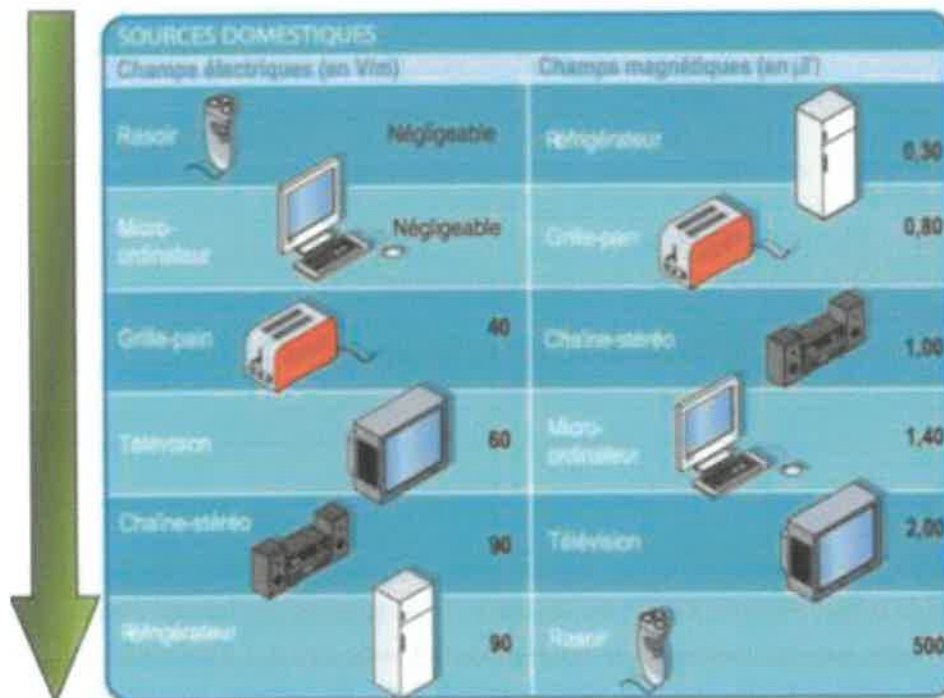 SOURCES DOMESTIQUES
Champs électriques (en V/m) Champs magnétiques (en µT)
Rasoir Négligeable Réfrigérateur 0,30
Micro-
ordinateur Négligeable Grille-pain 0,80
Grille-pain 40 Chaîne-stéréo 1,00
Télévision 60 Micro-
ordinateur 1,40
Chaîne-stéréo 90 Télévision 2,00
Réfrigérateur 90 Rasoir 500